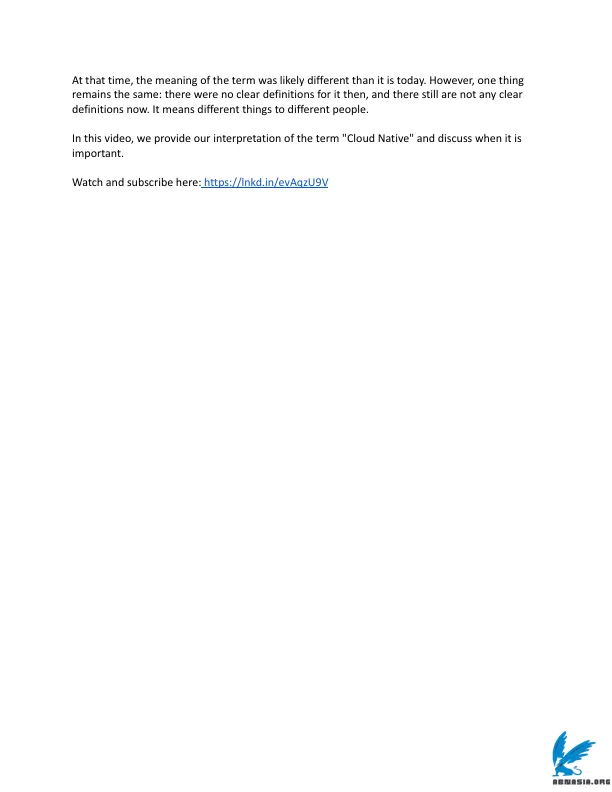 At that time, the meaning of the term was likely different than it is today. However, one thing
remains the same: there were no clear definitions for it then, and there still are not any clear
definitions now. It means different things to different people.
In this video, we provide our interpretation of the term "Cloud Native" and discuss when it is
important.
Watch and subscribe here: https://lnkd.in/evAqzU9V
ABNASIA.ORG